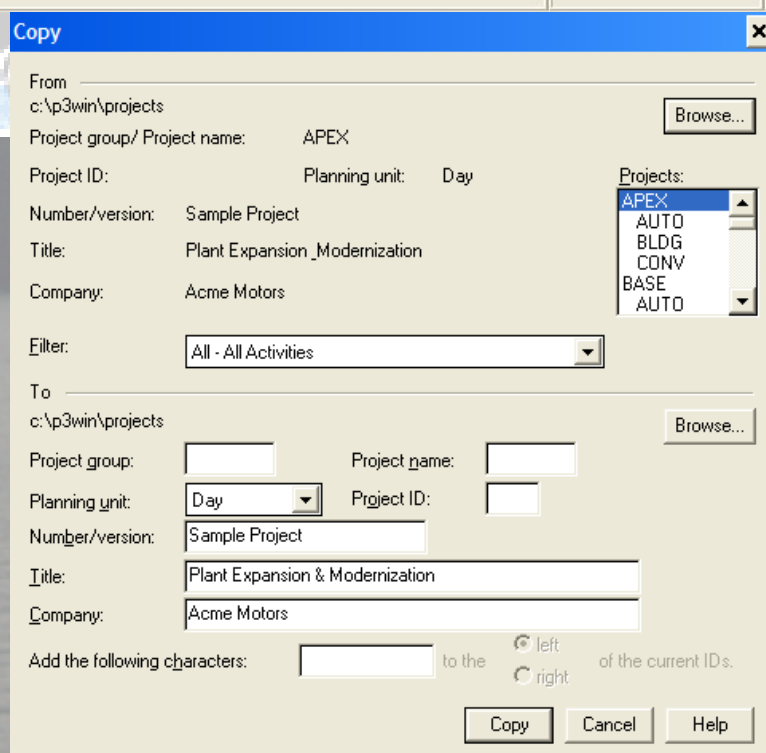 Copy
From
c:\p3win\projects
Browse...
Project group/ Project name: APEX
Project ID: Planning unit: Day Projects:
APEX
AUTO
BLDG
CONV
BASE
AUTO
Number/version: Sample Project
Title: Plant Expansion _Modernization
Company: Acme Motors
Filter: All - All Activities
To
c:\p3win\projects
Browse...
Project group: Project name:
Planning unit: Day Project ID:
Number/version: Sample Project
Title: Plant Expansion & Modernization
Company: Acme Motors
Add the following characters: to the left right of the current IDs.
Copy Cancel Help